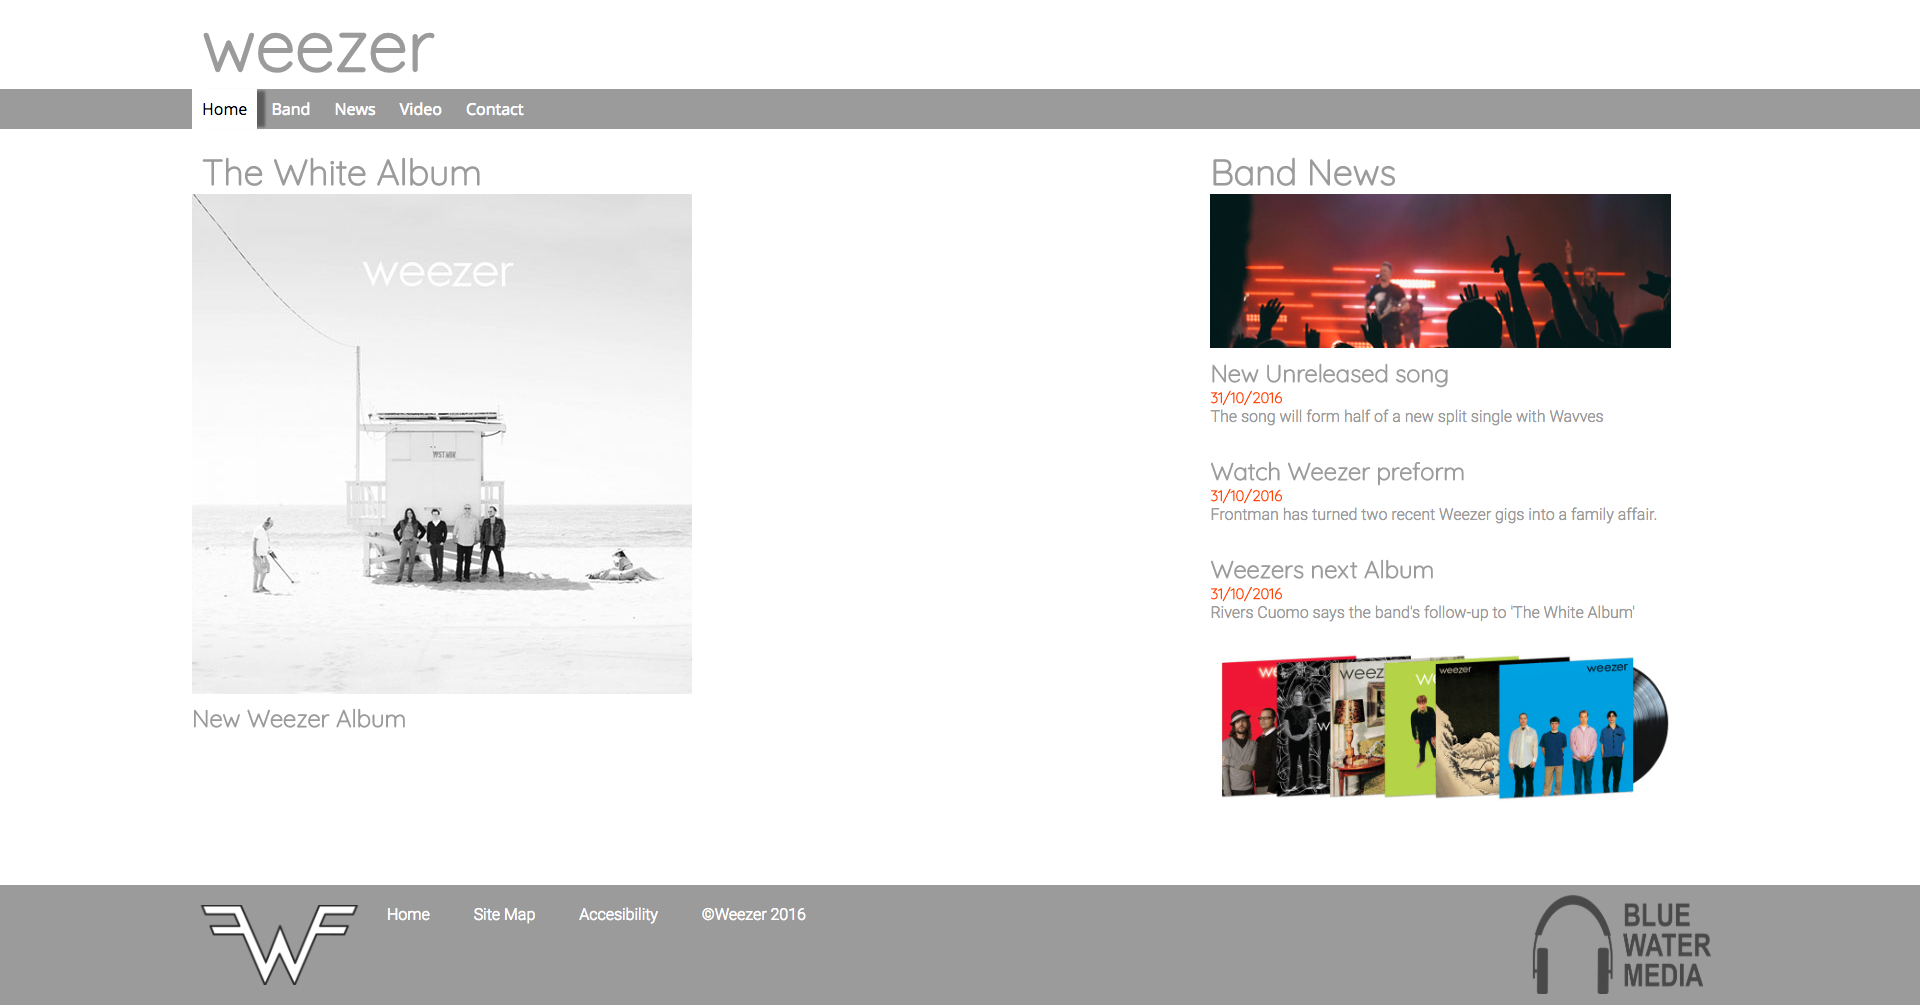 weezer
Home Band News Video Contact
The White Album
weezer
WSTMIN
New Weezer Album
Band News
New Unreleased song
31/10/2016
The song will form half of a new split single with Wavves
Watch Weezer preform
31/10/2016
Frontman has turned two recent Weezer gigs into a family affair.
Weezers next Album
31/10/2016
Rivers Cuomo says the band's follow-up to 'The White Album'
weez
weezer
weezer
Home Site Map Accesibility ©Weezer 2016
BLUE
WATER
MEDIA